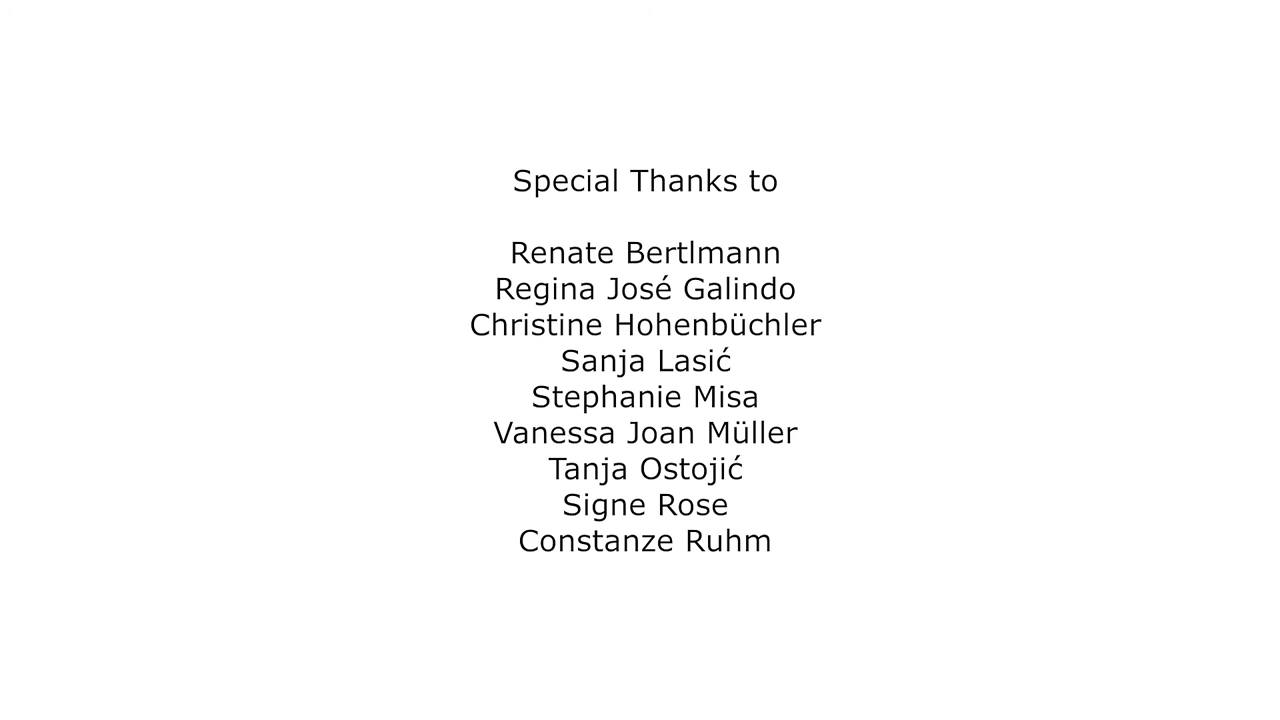 Special Thanks to
Renate Bertlmann
Regina José Galindo
Christine Hohenbüchler
Sanja Lasić
Stephanie Misa
Vanessa Joan Müller
Tanja Ostojić
Signe Rose
Constanze Ruhm